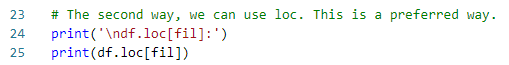 23 # The second way, we can use loc. This is a preferred way.
24 print('\ndf.loc[fil]:')
25 print(df.loc[fil])